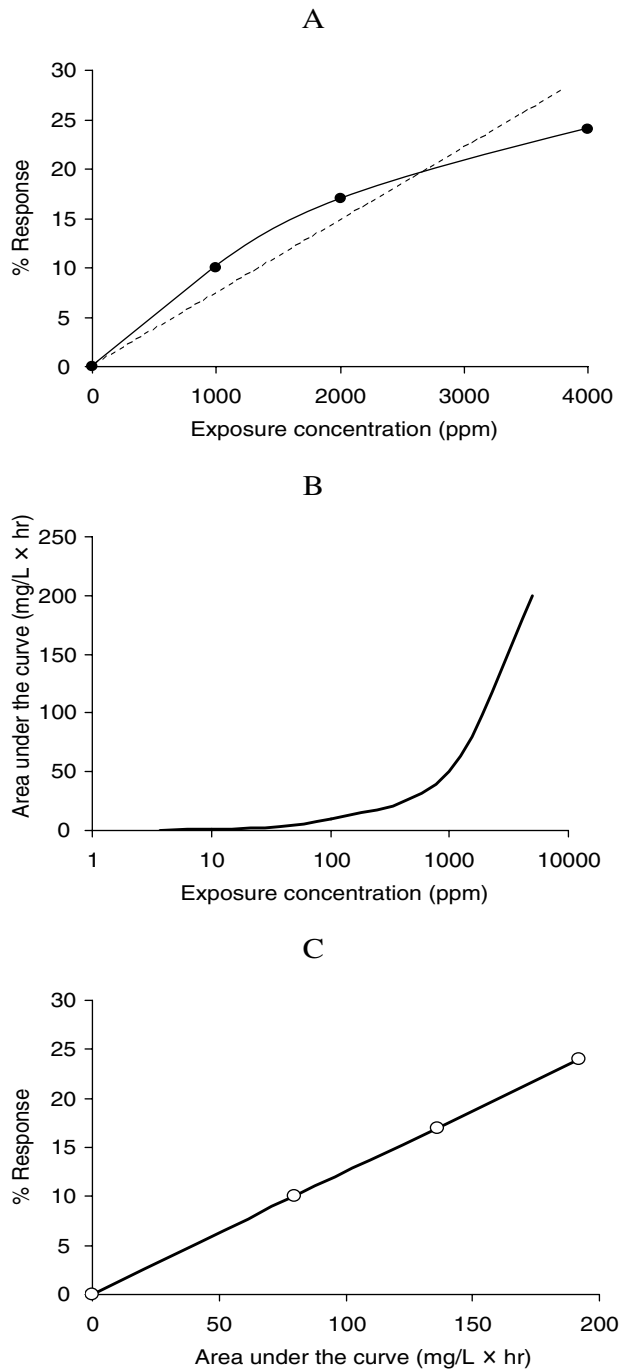 A
30
25
20
15
10
5
0
% Response
0 1000 2000 3000 4000
Exposure concentration (ppm)
B
250
200
150
100
50
0
Area under the curve (mg/L × hr)
1 10 100 1000 10000
Exposure concentration (ppm)
C
30
25
20
15
10
5
0
% Response
0 50 100 150 200
Area under the curve (mg/L × hr)